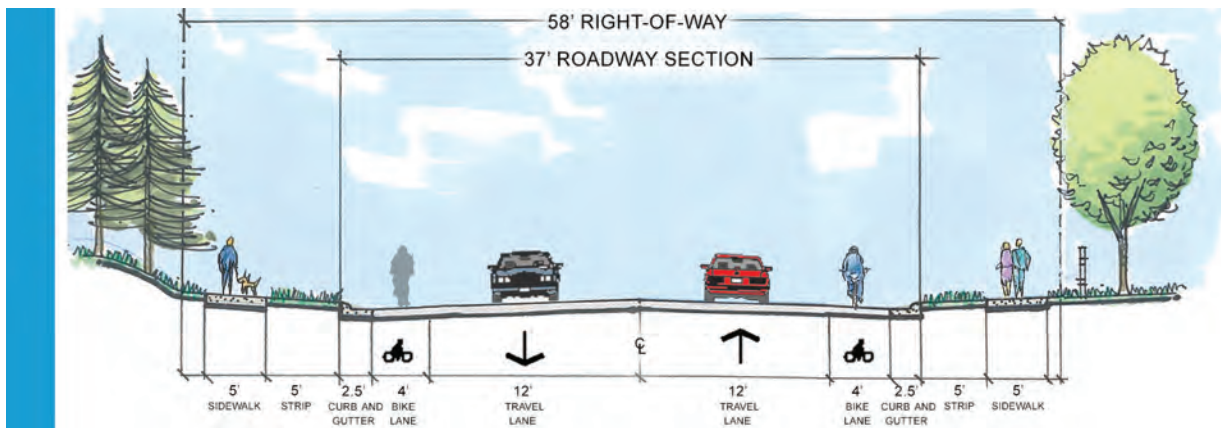 58' RIGHT-OF-WAY
37' ROADWAY SECTION
℄
5' 5' 2.5' 4' 12' 12' 4' 2.5' 5' 5'
SIDEWALK STRIP CURB AND BIKE TRAVEL TRAVEL BIKE CURB AND STRIP SIDEWALK
GUTTER LANE LANE LANE LANE GUTTER